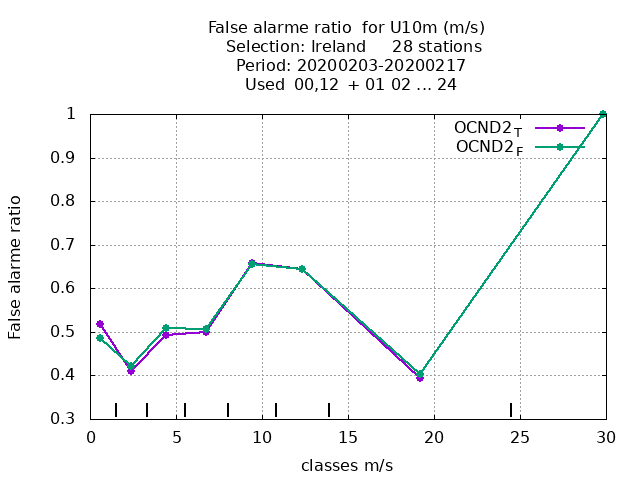 False alarme ratio  for U10m (m/s)
Selection: Ireland     28 stations
Period: 20200203-20200217
Used  00,12  + 01 02 ... 24
False alarme ratio
1
0.9
0.8
0.7
0.6
0.5
0.4
0.3
OCND2T
OCND2F
0 5 10 15 20 25 30
classes m/s